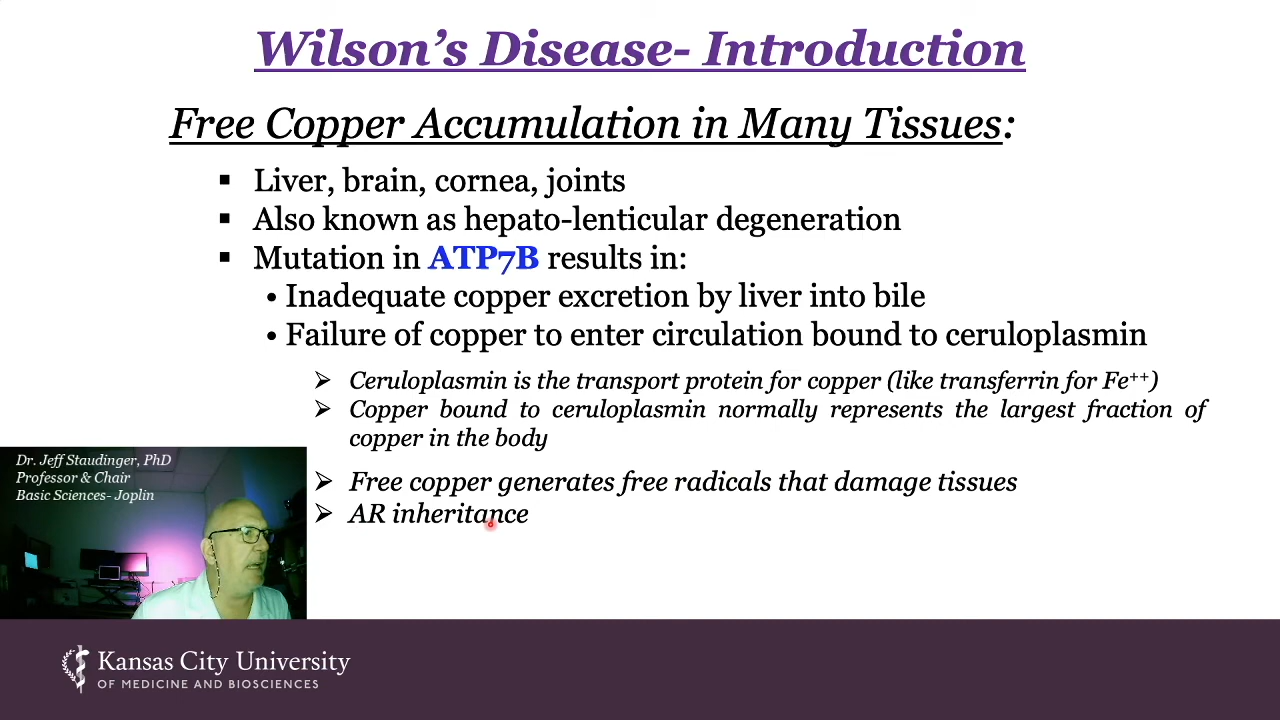 Wilson’s Disease- Introduction
Free Copper Accumulation in Many Tissues:
▪ Liver, brain, cornea, joints
▪ Also known as hepato-lenticular degeneration
▪ Mutation in ATP7B results in:
• Inadequate copper excretion by liver into bile
• Failure of copper to enter circulation bound to ceruloplasmin
➢ Ceruloplasmin is the transport protein for copper (like transferrin for Fe⁺⁺)
➢ Copper bound to ceruloplasmin normally represents the largest fraction of
copper in the body
➢ Free copper generates free radicals that damage tissues
➢ AR inheritance
Dr. Jeff Staudinger, PhD
Professor & Chair
Basic Sciences- Joplin
Kansas City University
OF MEDICINE AND BIOSCIENCES